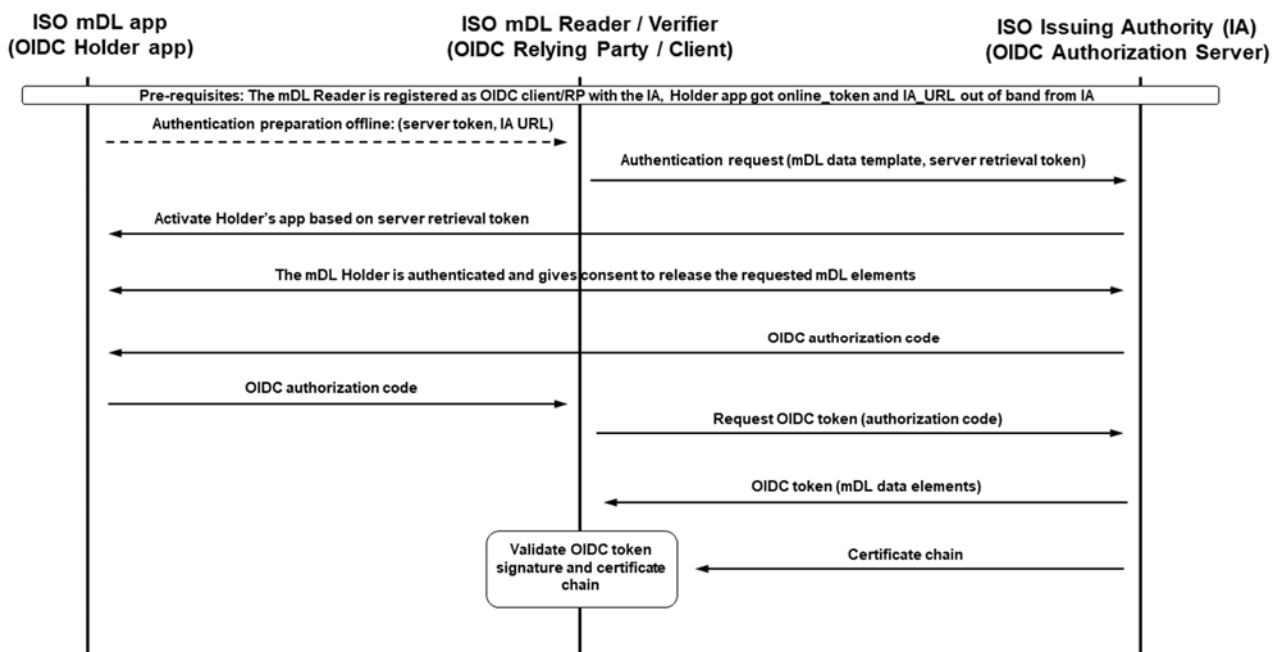 ISO mDL app
(OIDC Holder app)
ISO mDL Reader / Verifier
(OIDC Relying Party / Client)
ISO Issuing Authority (IA)
(OIDC Authorization Server)
Pre-requisites: The mDL Reader is registered as OIDC client/RP with the IA, Holder app got online_token and IA_URL out of band from IA
Authentication preparation offline: (server token, IA URL)
Authentication request (mDL data template, server retrieval token)
Activate Holder's app based on server retrieval token
The mDL Holder is authenticated and gives consent to release the requested mDL elements
OIDC authorization code
OIDC authorization code
Request OIDC token (authorization code)
OIDC token (mDL data elements)
Validate OIDC token
signature and certificate
chain
Certificate chain